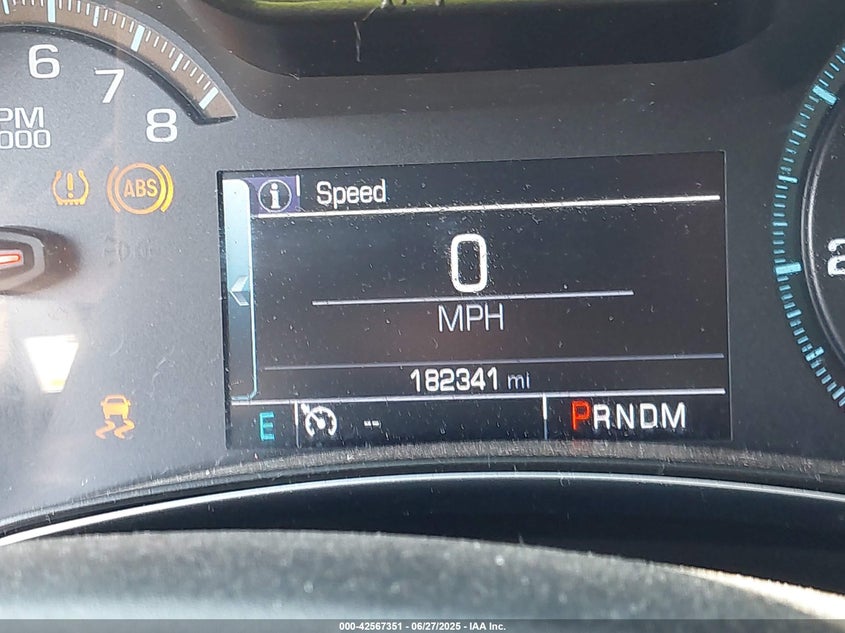 6
7
8
PM
000
ABS
Speed
0
MPH
182341 mi
E
--
PRNDM
2
000-42567351 - 06/27/2025 - IAA Inc.